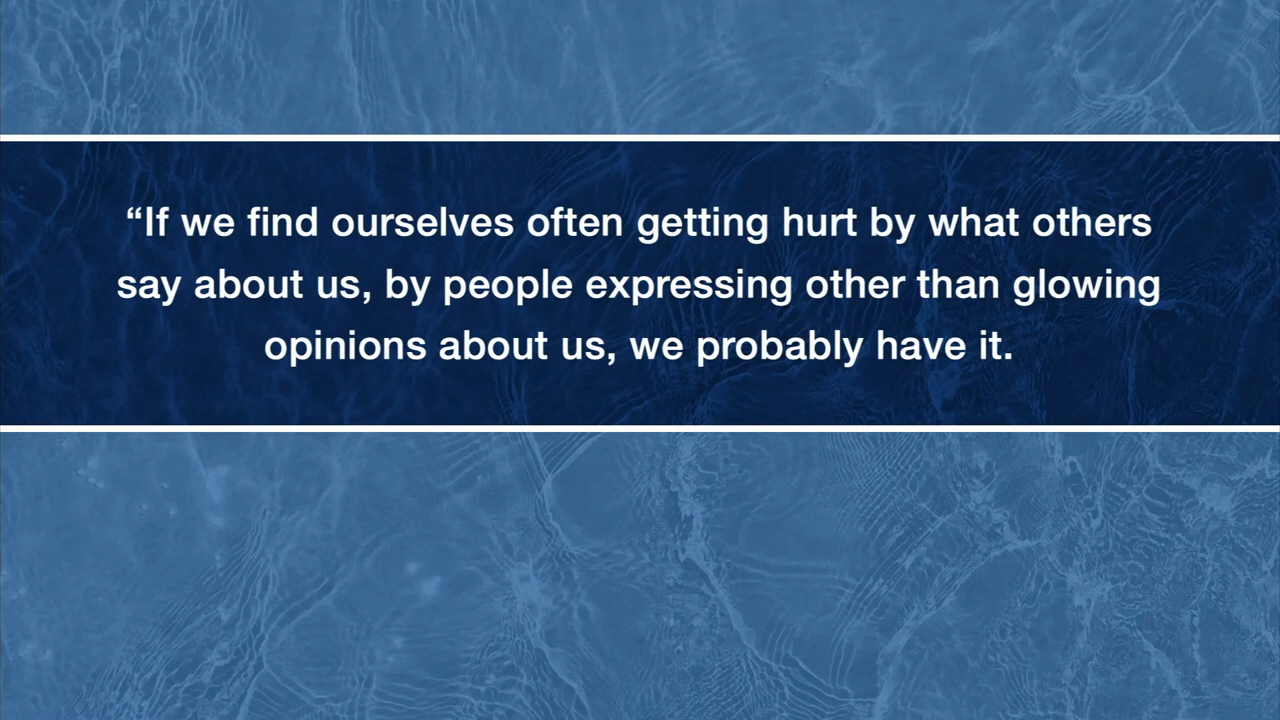 “If we find ourselves often getting hurt by what others
say about us, by people expressing other than glowing
opinions about us, we probably have it.